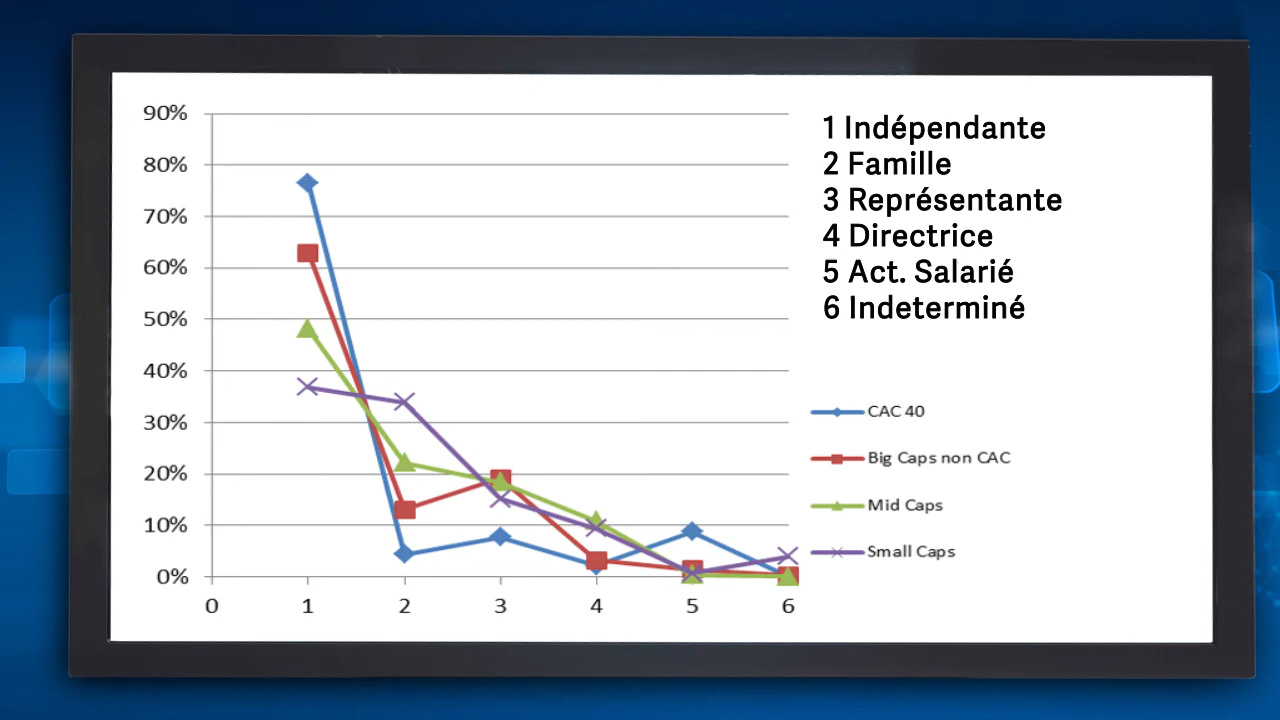 90%
80%
70%
60%
50%
40%
30%
20%
10%
0%
0 1 2 3 4 5 6
1 Indépendante
2 Famille
3 Représentante
4 Directrice
5 Act. Salarié
6 Indeterminé
CAC 40
Big Caps non CAC
Mid Caps
Small Caps